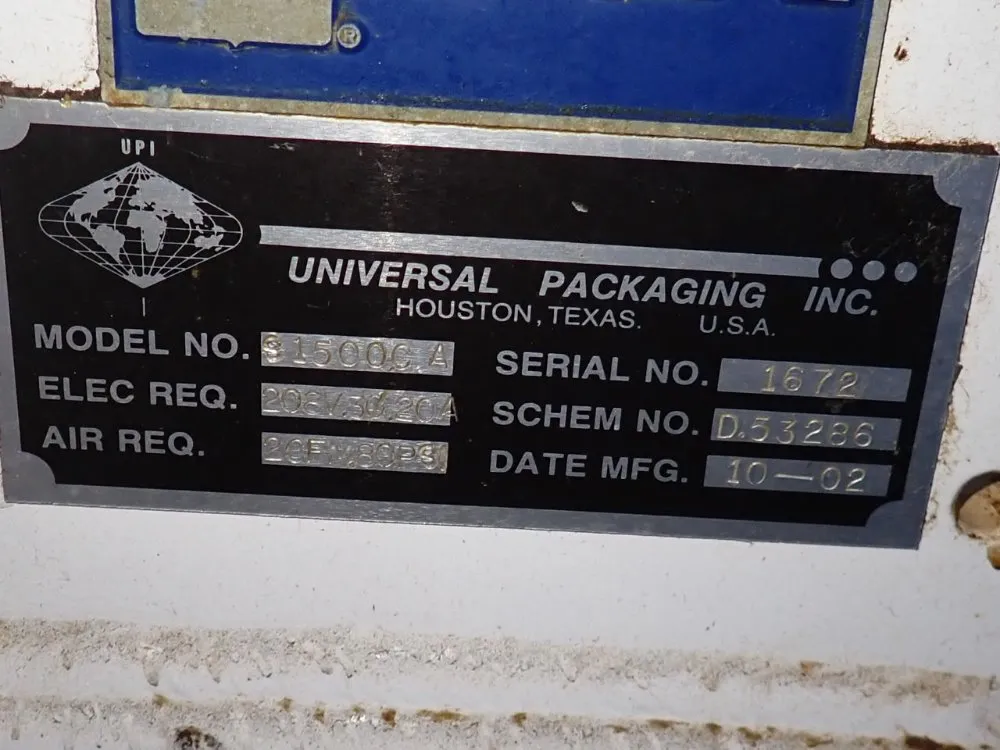 ®
UPI
UNIVERSAL PACKAGING INC.
HOUSTON, TEXAS. U.S.A.
MODEL NO. S1500C A
SERIAL NO. 1672
ELEC REQ.
SCHEM NO. D.53286
AIR REQ.
DATE MFG. 10—02